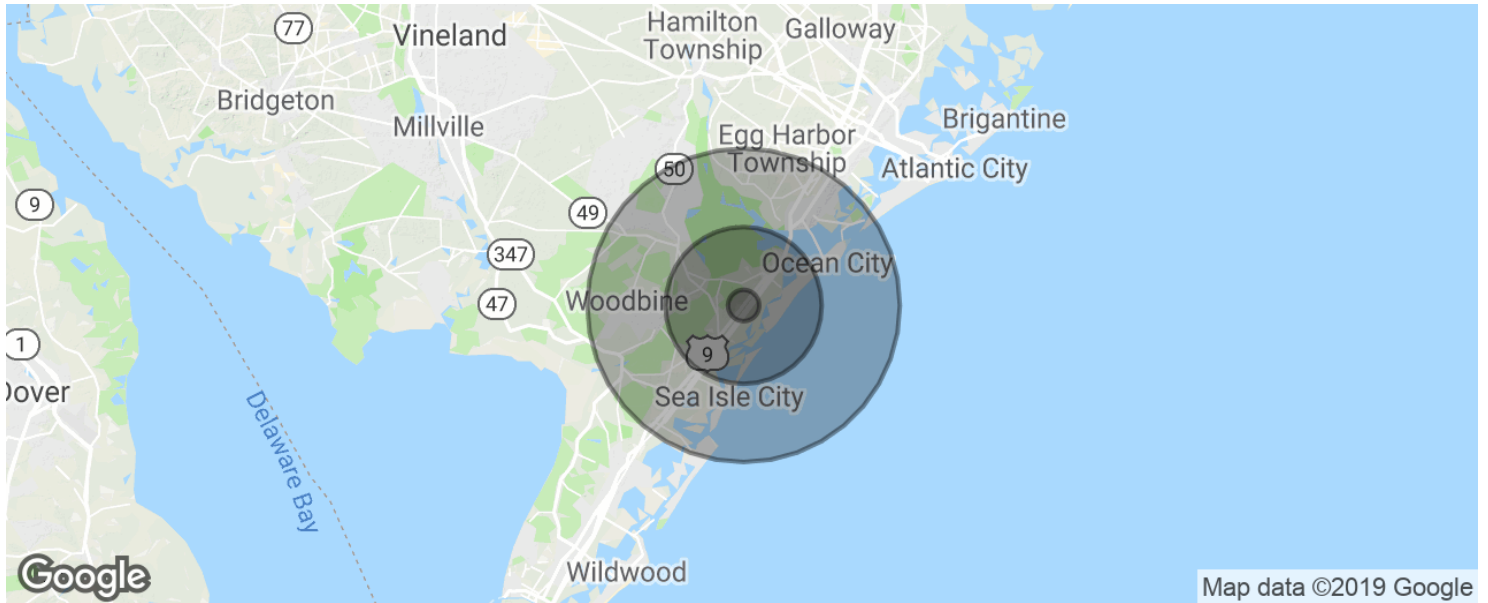 77
Vineland
Hamilton
Township
Galloway
Bridgeton
Millville
Brigantine
Egg Harbor
Township
Atlantic City
50
9
49
347
Ocean City
47
Woodbine
1
9
Dover
Sea Isle City
Delaware Bay
Wildwood
Google
Map data ©2019 Google